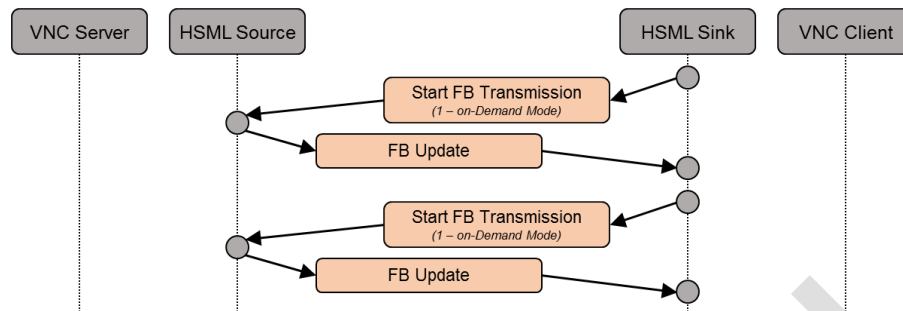 VNC Server
HSML Source
HSML Sink
VNC Client
Start FB Transmission
(1 – on-Demand Mode)
FB Update
Start FB Transmission
(1 – on-Demand Mode)
FB Update